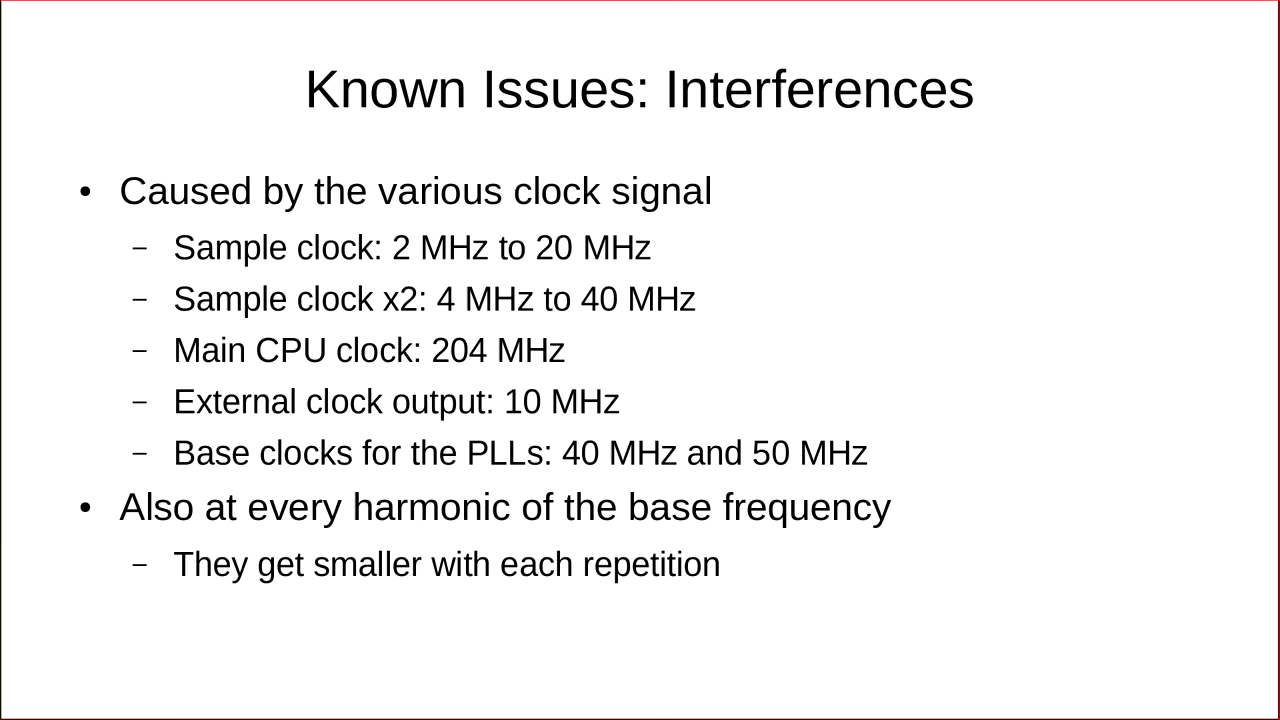 Known Issues: Interferences
• Caused by the various clock signal
– Sample clock: 2 MHz to 20 MHz
– Sample clock x2: 4 MHz to 40 MHz
– Main CPU clock: 204 MHz
– External clock output: 10 MHz
– Base clocks for the PLLs: 40 MHz and 50 MHz
• Also at every harmonic of the base frequency
– They get smaller with each repetition